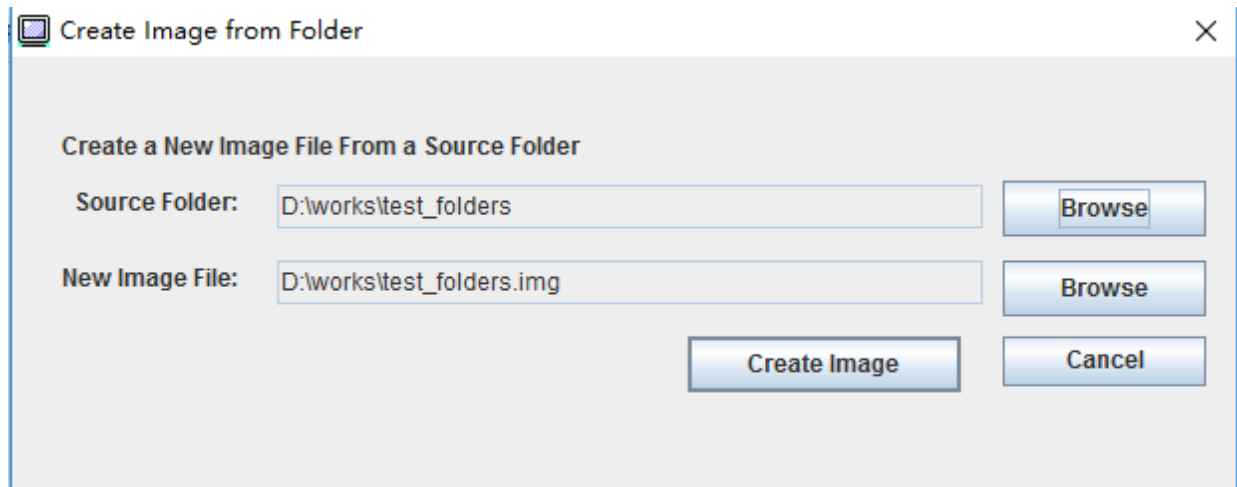 Create Image from Folder
Create a New Image File From a Source Folder
Source Folder: D:\works\test_folders Browse
New Image File: D:\works\test_folders.img Browse
Create Image Cancel